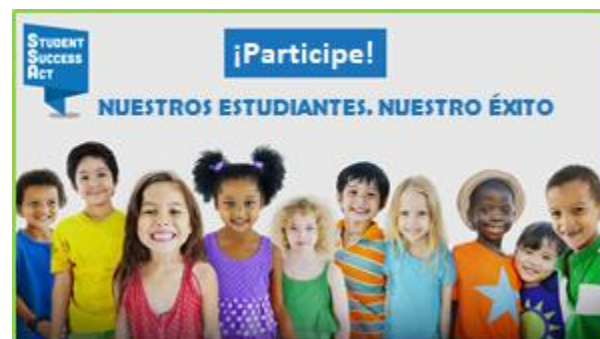 STUDENT
SUCCESS
ACT
¡Participe!
NUESTROS ESTUDIANTES. NUESTRO ÉXITO